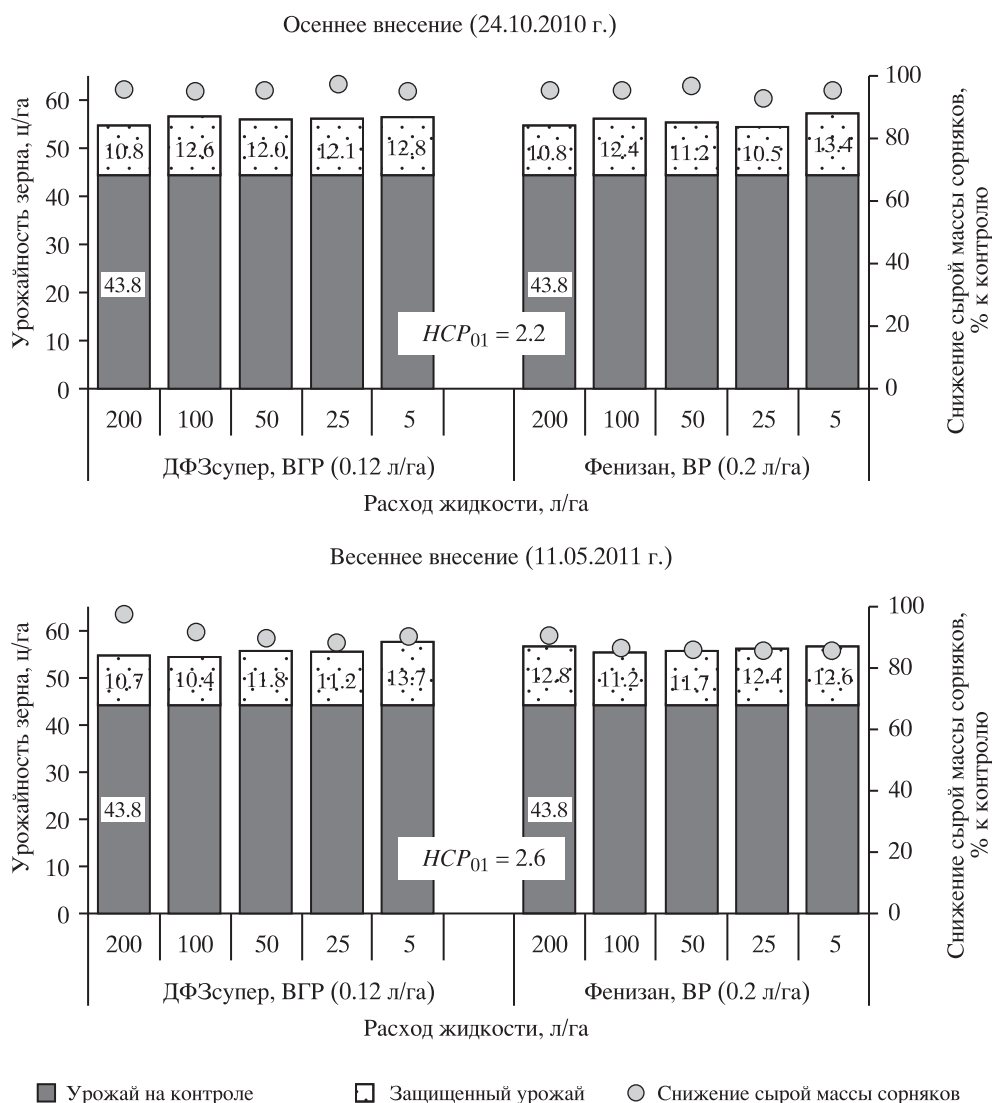 Осеннее внесение (24.10.2010 г.)
Урожайность зерна, ц/га
60
50
40
30
20
10
0
10.8 12.6 12.0 12.1 12.8 10.8 12.4 11.2 10.5 13.4
43.8 43.8
HCP01 = 2.2
100
80
60
40
20
0
Снижение сырой массы сорняков,
% к контролю
200 100 50 25 5 200 100 50 25 5
ДФЗсупер, ВГР (0.12 л/га) Фенизан, ВР (0.2 л/га)
Расход жидкости, л/га
Весеннее внесение (11.05.2011 г.)
Урожайность зерна, ц/га
60
50
40
30
20
10
0
10.7 10.4 11.8 11.2 13.7 12.8 11.2 11.7 12.4 12.6
43.8 43.8
HCP01 = 2.6
100
80
60
40
20
0
Снижение сырой массы сорняков,
% к контролю
200 100 50 25 5 200 100 50 25 5
ДФЗсупер, ВГР (0.12 л/га) Фенизан, ВР (0.2 л/га)
Расход жидкости, л/га
Урожай на контроле Защищенный урожай Снижение сырой массы сорняков